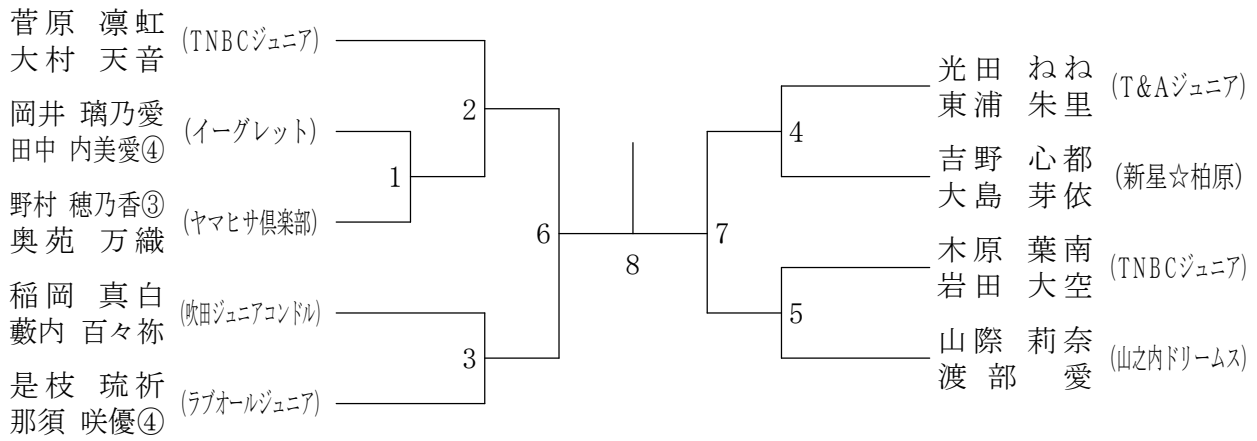 菅原 凛虹
大村 天音
(TNBCジュニア)
岡井 璃乃愛
田中 内美愛④
(イーグレット)
野村 穂乃香③
奥苑 万織
(ヤマヒサ倶楽部)
稲岡 真白
藪内 百々祢
(吹田ジュニアコンドル)
是枝 琉祈
那須 咲優④
(ラブオールジュニア)
2
1
6
3
8
7
4
5
光田 ねね
東浦 朱里
(T&Aジュニア)
吉野 心都
大島 芽依
(新星☆柏原)
木原 葉南
岩田 大空
(TNBCジュニア)
山際 莉奈
渡部 愛
(山之内ドリームス)